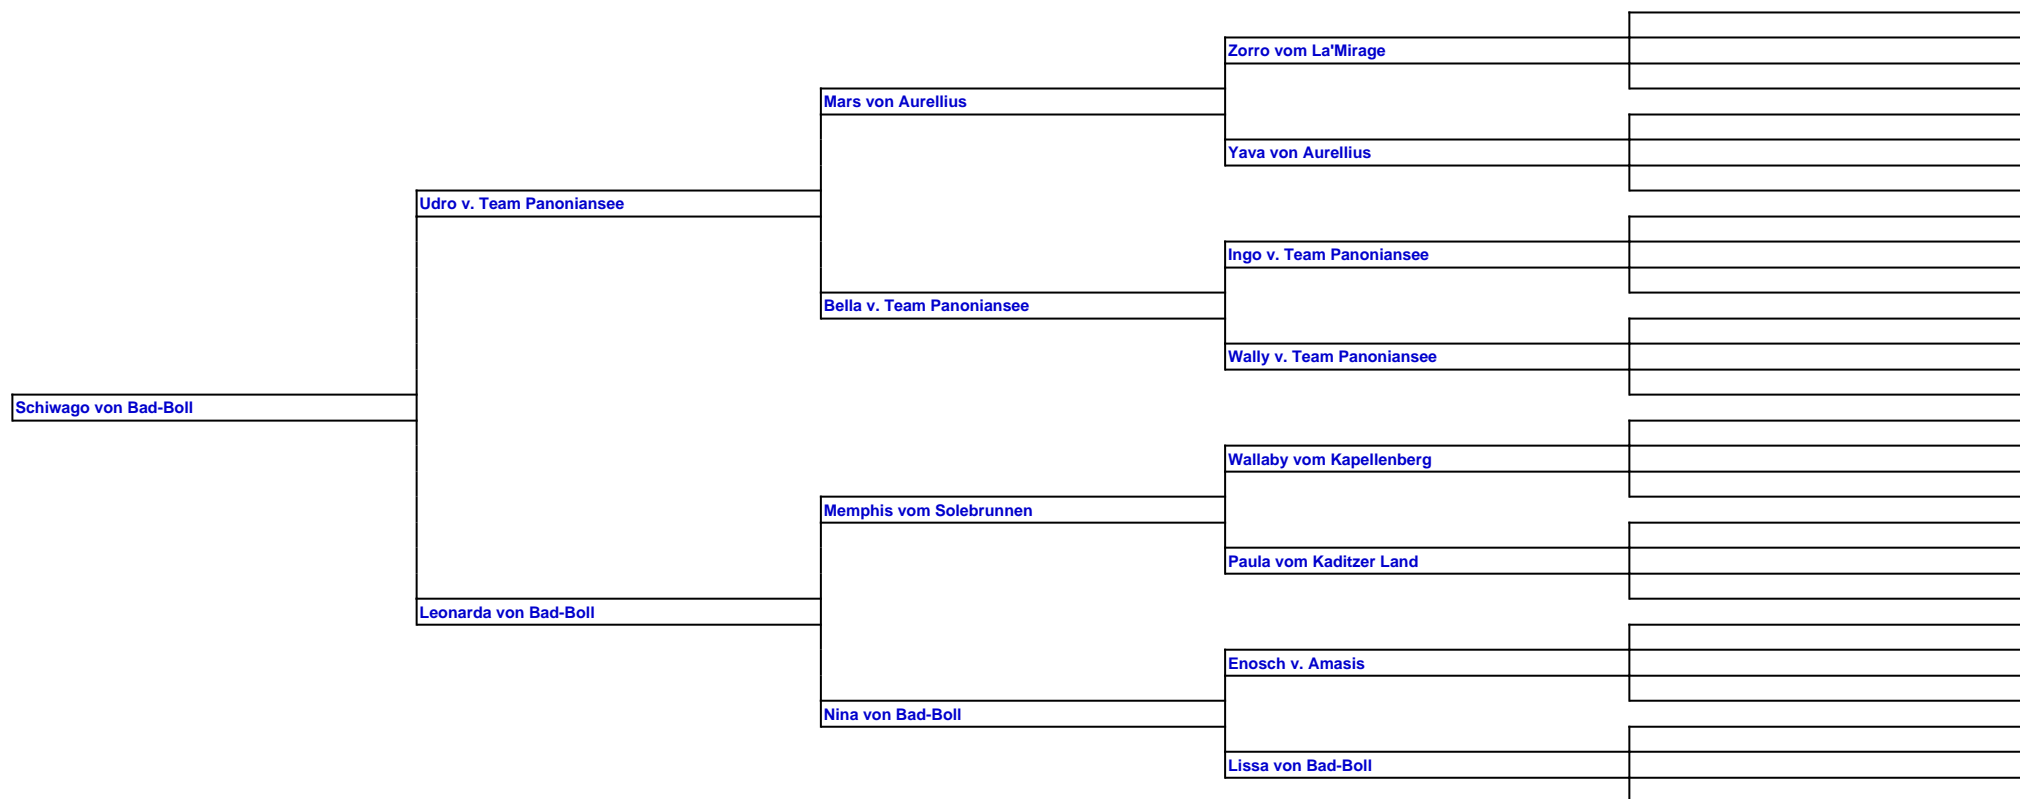 Zorro vom La'Mirage
Mars von Aurellius
Yava von Aurellius
Udro v. Team Panoniansee
Ingo v. Team Panoniansee
Bella v. Team Panoniansee
Wally v. Team Panoniansee
Schiwago von Bad-Boll
Wallaby vom Kapellenberg
Memphis vom Solebrunnen
Paula vom Kaditzer Land
Leonarda von Bad-Boll
Enosch v. Amasis
Nina von Bad-Boll
Lissa von Bad-Boll